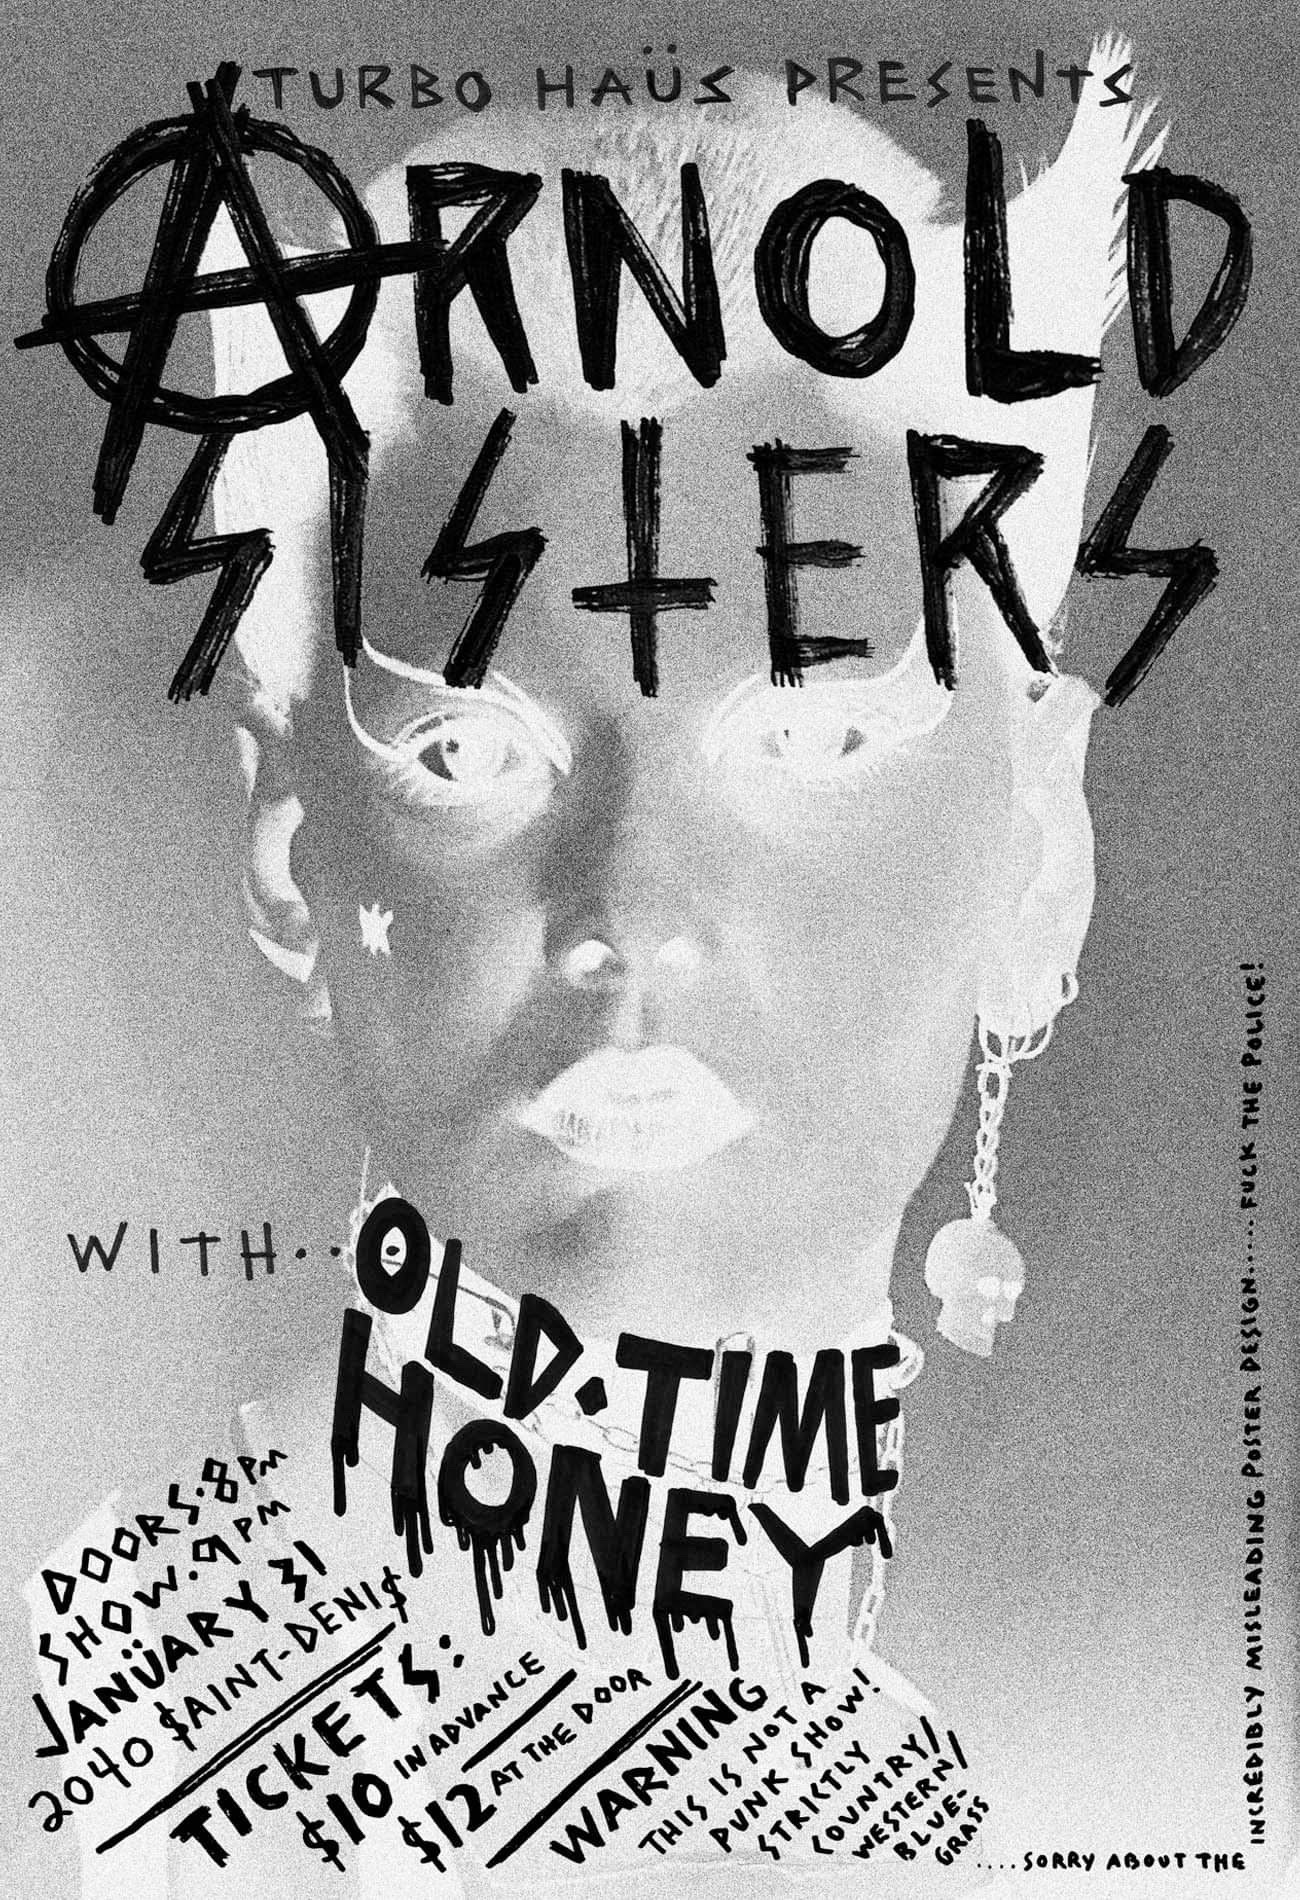 TURBO HAÜS PRESENTS
ARNOLD
SISTERS
WITH..OLD.TIME
HONEY
DOORS.8PM
SHOW.9PM
JANÜARY 31
2040 $AINT-DENI$
TICKETS:
$10 IN ADVANCE
$12 AT THE DOOR
WARNING
THIS IS NOT A
PUNK SHOW!
STRICTLY
COUNTRY/
WESTERN/
BLUE-
GRASS
....SORRY ABOUT THE
INCREDIBLY MISLEADING POSTER DESIGN..... FUCK THE POLICE!